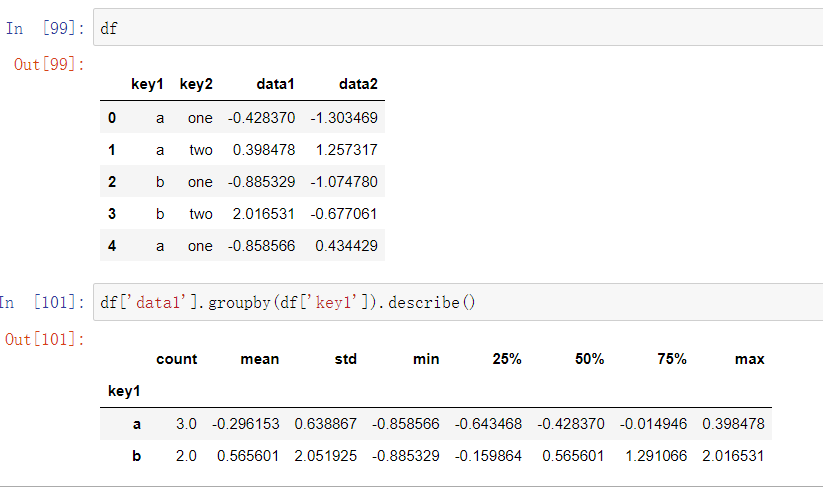 In [99]: df
Out[99]:
key1 key2 data1 data2
0 a one -0.428370 -1.303469
1 a two 0.398478 1.257317
2 b one -0.885329 -1.074780
3 b two 2.016531 -0.677061
4 a one -0.858566 0.434429
In [101]: df['data1'].groupby(df['key1']).describe()
Out[101]:
count mean std min 25% 50% 75% max
key1
a 3.0 -0.296153 0.638867 -0.858566 -0.643468 -0.428370 -0.014946 0.398478
b 2.0 0.565601 2.051925 -0.885329 -0.159864 0.565601 1.291066 2.016531